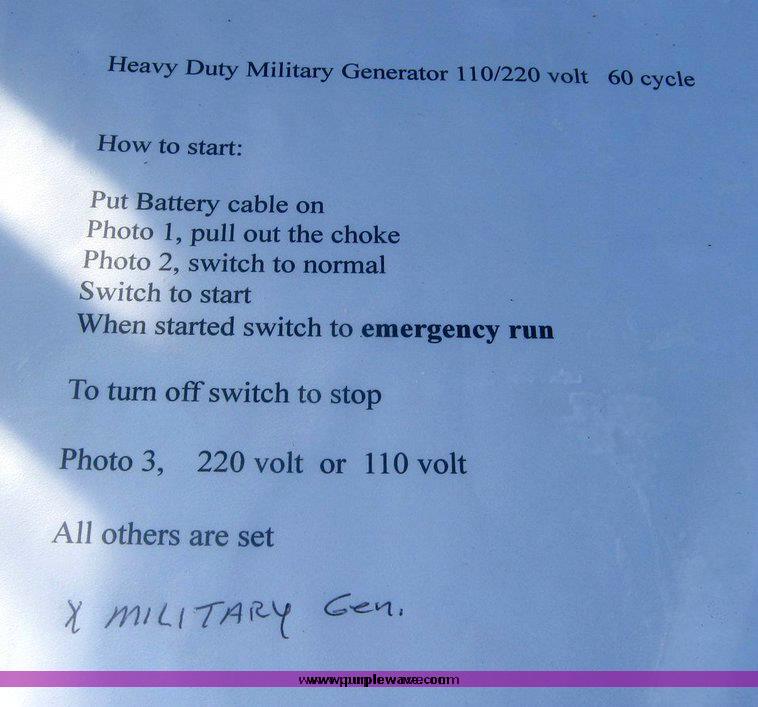 Heavy Duty Military Generator 110/220 volt 60 cycle
How to start:
Put Battery cable on
Photo 1, pull out the choke
Photo 2, switch to normal
Switch to start
When started switch to emergency run
To turn off switch to stop
Photo 3, 220 volt or 110 volt
All others are set
X MILITARY Gen.
www.purplewave.com